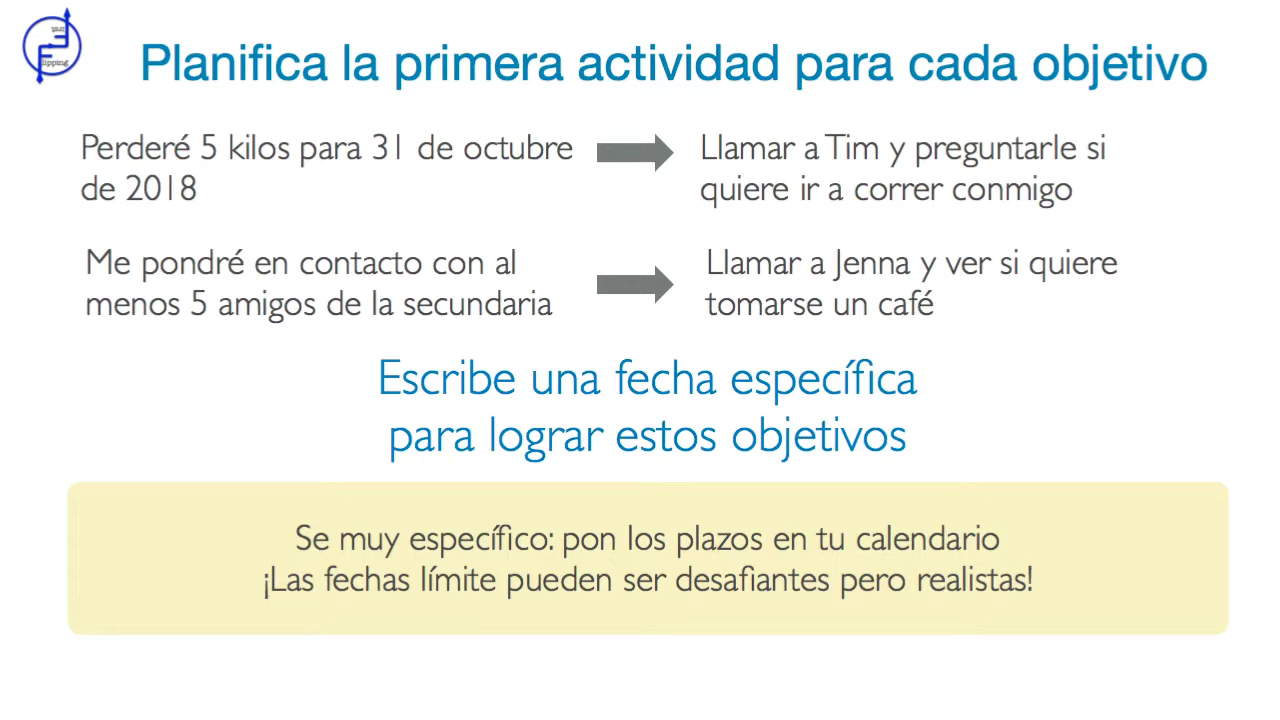 Planifica la primera actividad para cada objetivo
Perderé 5 kilos para 31 de octubre
de 2018
Llamar a Tim y preguntarle si
quiere ir a correr conmigo
Me pondré en contacto con al
menos 5 amigos de la secundaria
Llamar a Jenna y ver si quiere
tomarse un café
Escribe una fecha específica
para lograr estos objetivos
Se muy específico: pon los plazos en tu calendario
¡Las fechas límite pueden ser desafiantes pero realistas!